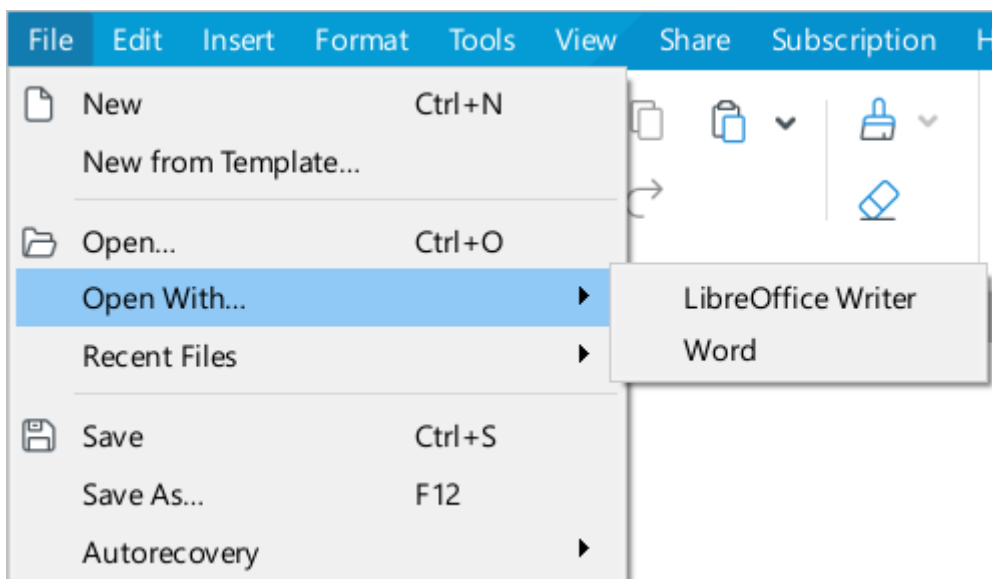 File Edit Insert Format Tools View Share Subscription H
New Ctrl+N
New from Template...
Open... Ctrl+O
Open With...
LibreOffice Writer
Word
Recent Files
Save Ctrl+S
Save As... F12
Autorecovery